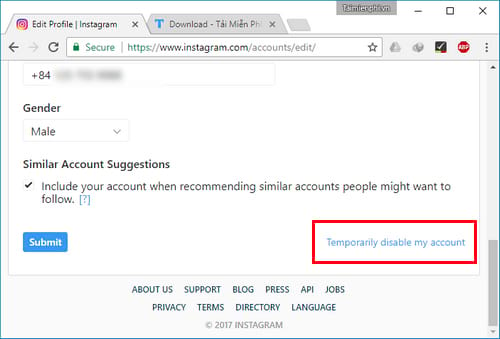 Taimienphi.vn
Edit Profile | Instagram
Download - Tải Miễn Phí
Secure
https://www.instagram.com/accounts/edit/
ABP
+84
Gender
Male
Similar Account Suggestions
Include your account when recommending similar accounts people might want to
follow. [?]
Submit
Temporarily disable my account
ABOUT US SUPPORT BLOG PRESS API JOBS
PRIVACY TERMS DIRECTORY LANGUAGE
© 2017 INSTAGRAM